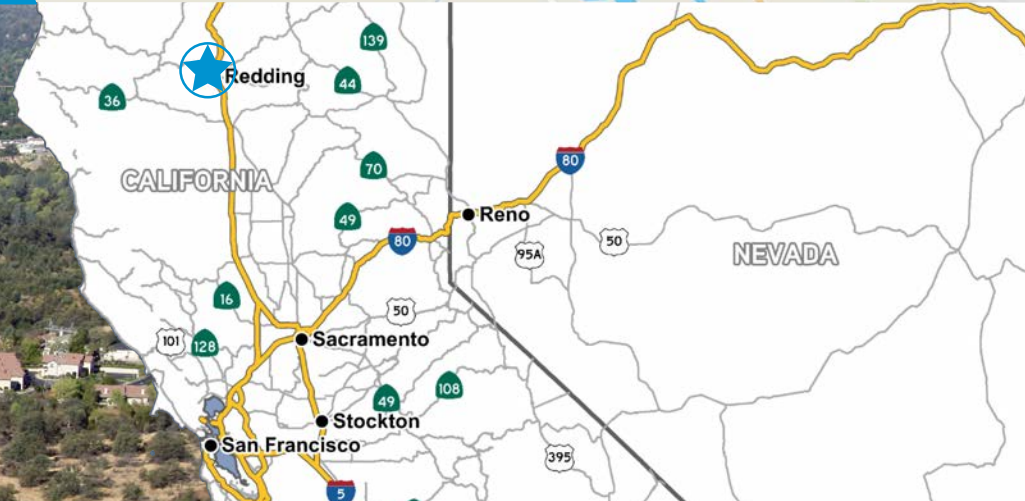 139
Redding
44
36
80
70
CALIFORNIA
49
Reno
80
95A
50
NEVADA
16
50
101
128
Sacramento
49
108
Stockton
San Francisco
395
5